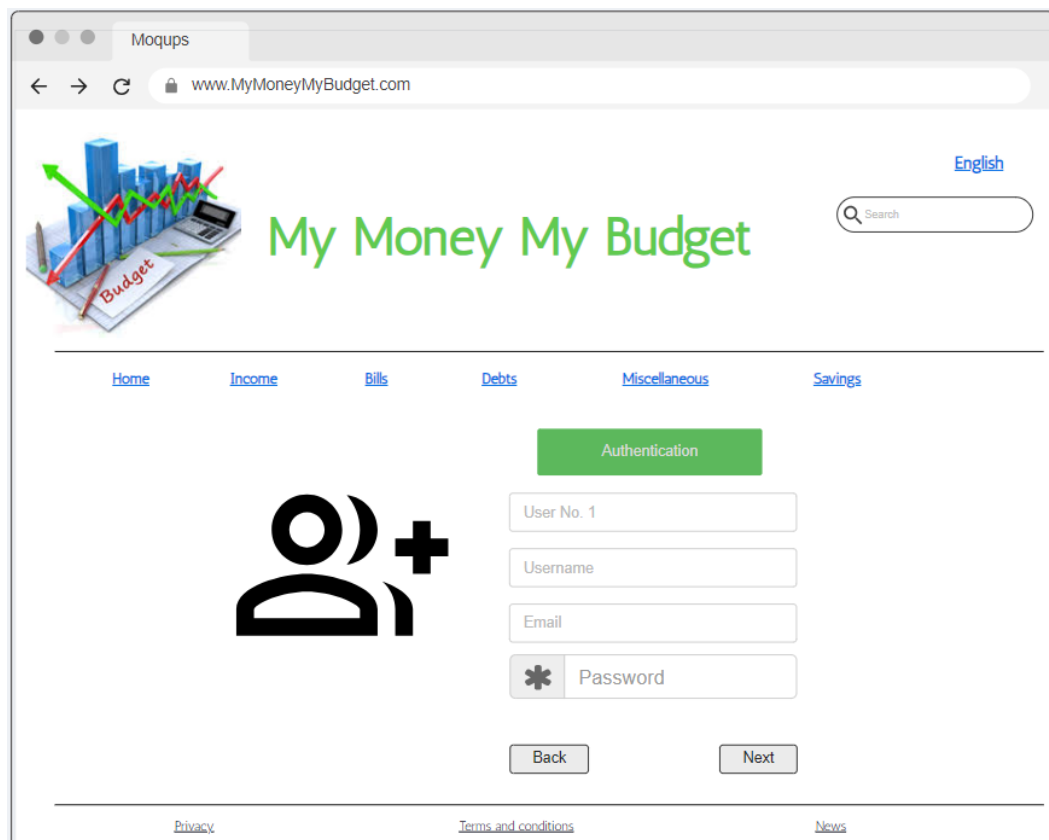 Moqups
www.MyMoneyMyBudget.com
English
Search
My Money My Budget
Budget
Home Income Bills Debts Miscellaneous Savings
Authentication
User No. 1
Username
Email
Password
Back Next
Privacy Terms and conditions News